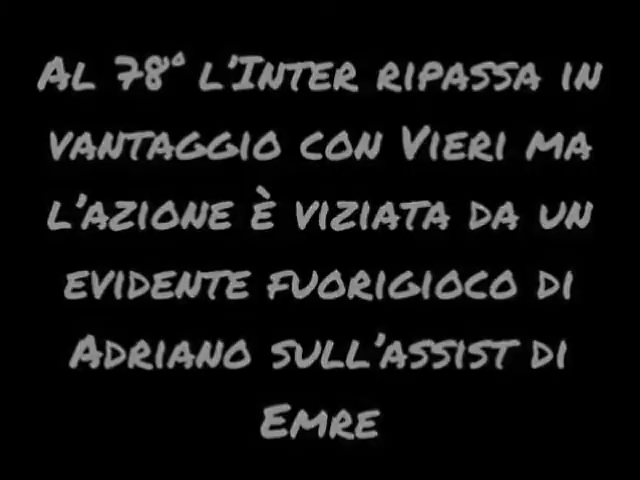 Al 78° l'Inter ripassa in
vantaggio con Vieri ma
l'azione è viziata da un
evidente fuorigioco di
Adriano sull'assist di
Emre